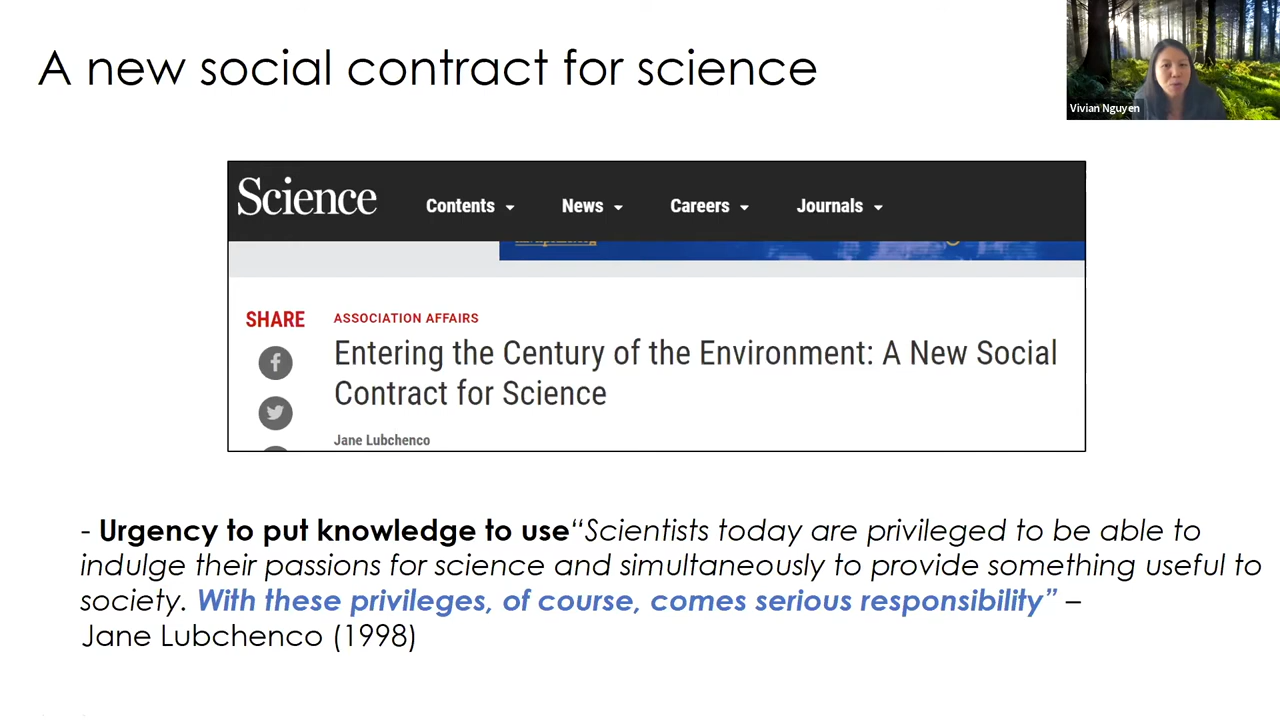 A new social contract for science
Vivian Nguyen
Science
Contents
News
Careers
Journals
SHARE
ASSOCIATION AFFAIRS
Entering the Century of the Environment: A New Social
Contract for Science
Jane Lubchenco
- Urgency to put knowledge to use“Scientists today are privileged to be able to
indulge their passions for science and simultaneously to provide something useful to
society. With these privileges, of course, comes serious responsibility” –
Jane Lubchenco (1998)